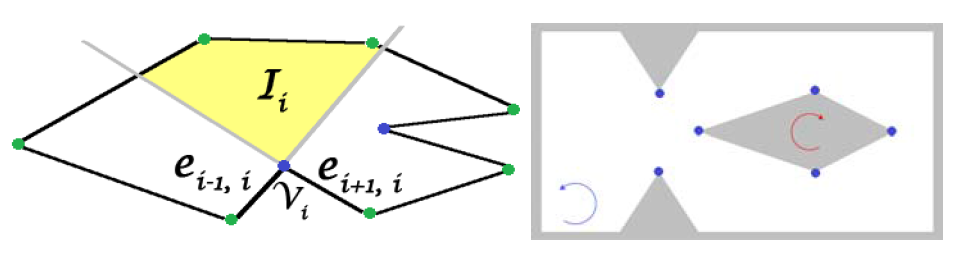 I_i
e_{i-1, i}
e_{i+1, i}
V_i